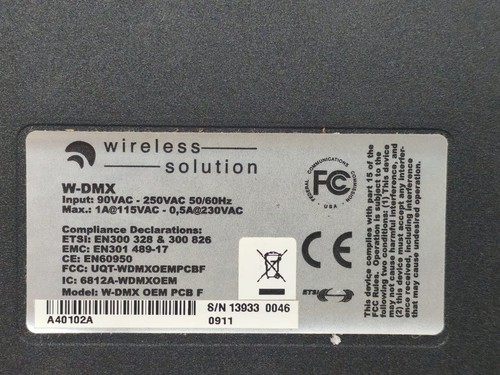 wireless
solution
W-DMX
Input: 90VAC - 250VAC 50/60Hz
Max.: 1A@115VAC - 0,5A@230VAC
Compliance Declarations:
ETSI: EN300 328 & 300 826
EMC: EN301 489-17
CE: EN60950
FCC: UQT-WDMXOEMPCBF
IC: 6812A-WDMXOEM
Model: W-DMX OEM PCB F
A40102A
S/N 13933 0046
0911
FEDERAL COMMUNICATIONS COMMISSION
FC
U.S.A.
CE
ETSI
This device complies with part 15 of the
FCC Rules. Operation is subject to the
following two conditions: (1) This device
may not cause harmful interference
this device must accept any interfer-
ence received, including interference
that may cause undesired operation.